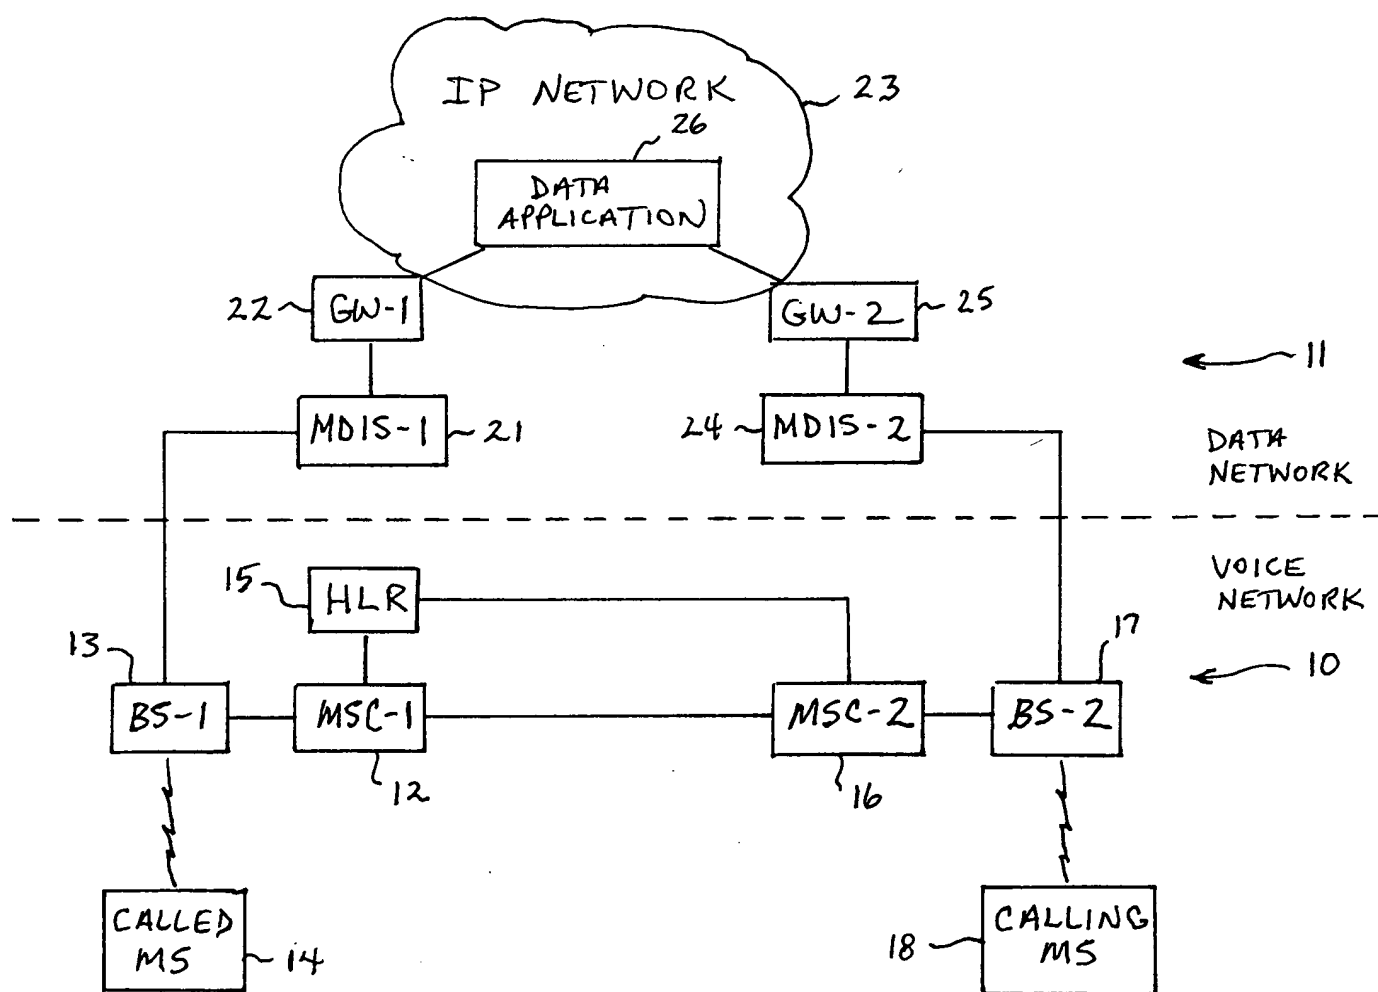 IP NETWORK
23
26
DATA
APPLICATION
22
GW-1
GW-2
25
11
MDIS-1
21
24
MDIS-2
DATA
NETWORK
VOICE
NETWORK
15
HLR
13
17
10
BS-1
MSC-1
MSC-2
BS-2
12
16
CALLED
MS
14
18
CALLING
MS